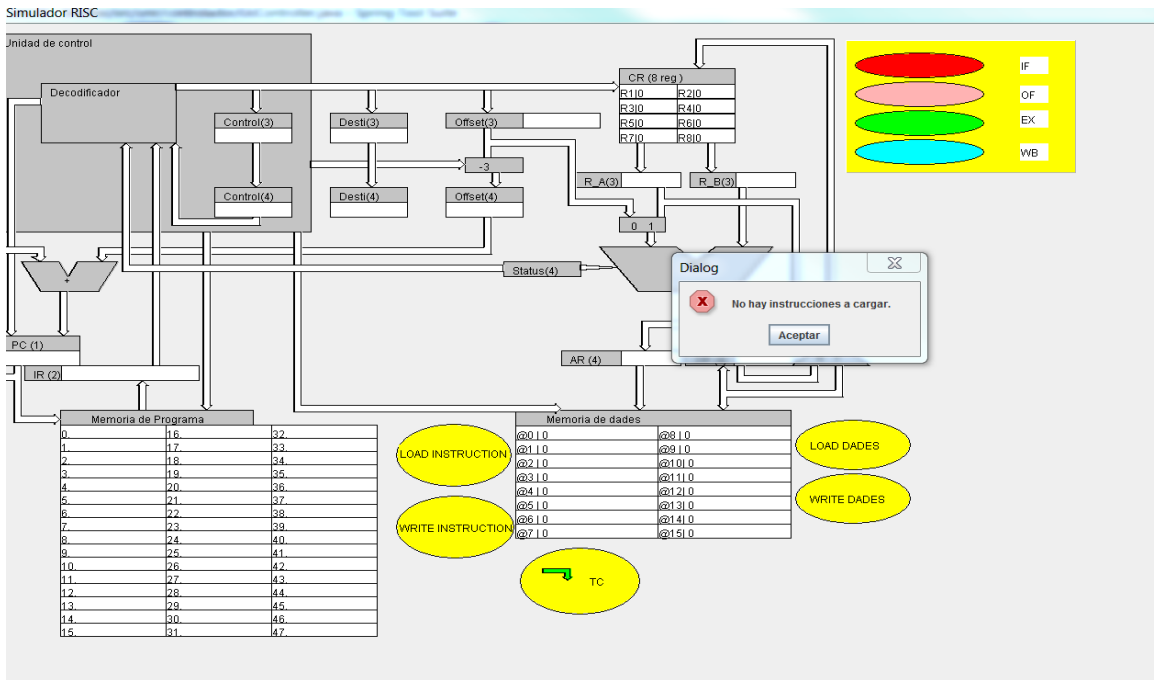 Simulador RISC
Unidad de control
Decodificador
Control(3)
Desti(3)
Offset(3)
CR (8 reg )
R1|0 R2|0
R3|0 R4|0
R5|0 R6|0
R7|0 R8|0
IF
OF
EX
WB
-3
R_A(3)
R_B(3)
Control(4)
Desti(4)
Offset(4)
0 1
+
Status(4)
Dialog
No hay instrucciones a cargar.
Aceptar
PC (1)
IR (2)
AR (4)
Memoria de Programa
0. 16. 32.
1. 17. 33.
2. 18. 34.
3. 19. 35.
4. 20. 36.
5. 21. 37.
6. 22. 38.
7. 23. 39.
8. 24. 40.
9. 25. 41.
10. 26. 42.
11. 27. 43.
12. 28. 44.
13. 29. 45.
14. 30. 46.
15. 31. 47.
LOAD INSTRUCTION
WRITE INSTRUCTION
Memoria de dades
@0 | 0 @8 | 0
@1 | 0 @9 | 0
@2 | 0 @10| 0
@3 | 0 @11| 0
@4 | 0 @12| 0
@5 | 0 @13| 0
@6 | 0 @14| 0
@7 | 0 @15| 0
LOAD DADES
WRITE DADES
TC